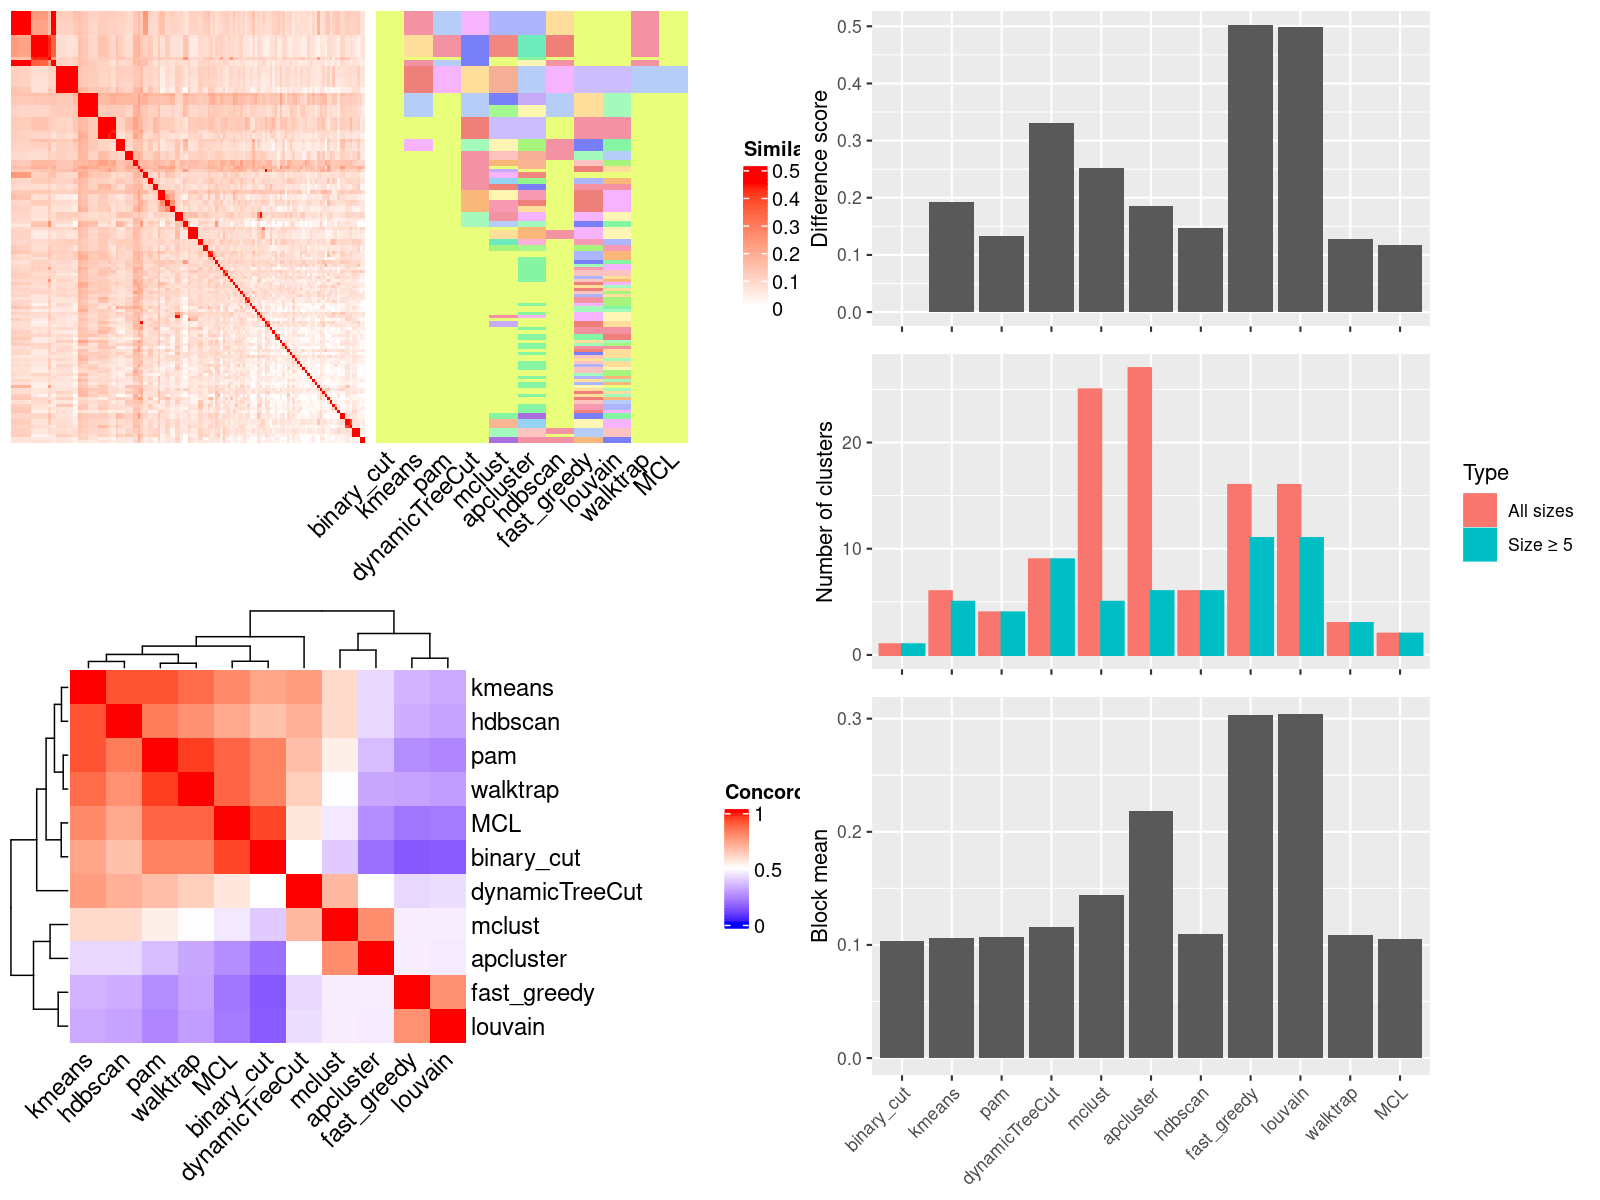 Simila
0.5
0.4
0.3
0.2
0.1
0
binary_cut
kmeans
pam
dynamicTreeCut
mclust
apcluster
hdbscan
fast_greedy
louvain
walktrap
MCL
kmeans
hdbscan
pam
walktrap
MCL
binary_cut
dynamicTreeCut
mclust
apcluster
fast_greedy
louvain
kmeans
hdbscan
pam
walktrap
MCL
binary_cut
dynamicTreeCut
mclust
apcluster
fast_greedy
louvain
Concord
1
0.5
0
Difference score
0.5
0.4
0.3
0.2
0.1
0.0
Number of clusters
20
10
0
Type
All sizes
Size ≥ 5
Block mean
0.3
0.2
0.1
0.0
binary_cut
kmeans
pam
dynamicTreeCut
mclust
apcluster
hdbscan
fast_greedy
louvain
walktrap
MCL